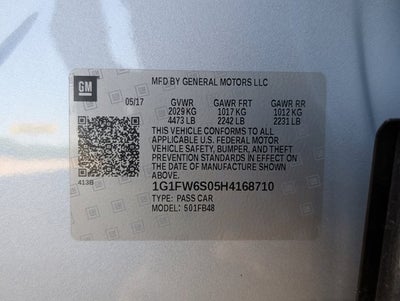 GM
MFD BY GENERAL MOTORS LLC
05/17 GVWR GAWR FRT GAWR RR
2029 KG 1017 KG 1012 KG
4473 LB 2242 LB 2231 LB
THIS VEHICLE CONFORMS TO ALL
APPLICABLE U.S. FEDERAL MOTOR
VEHICLE SAFETY, BUMPER, AND THEFT
PREVENTION STANDARDS IN EFFECT ON
THE DATE OF MANUFACTURE SHOWN ABOVE.
413B
1G1FW6S05H4168710
TYPE: PASS CAR
MODEL: 501FB48